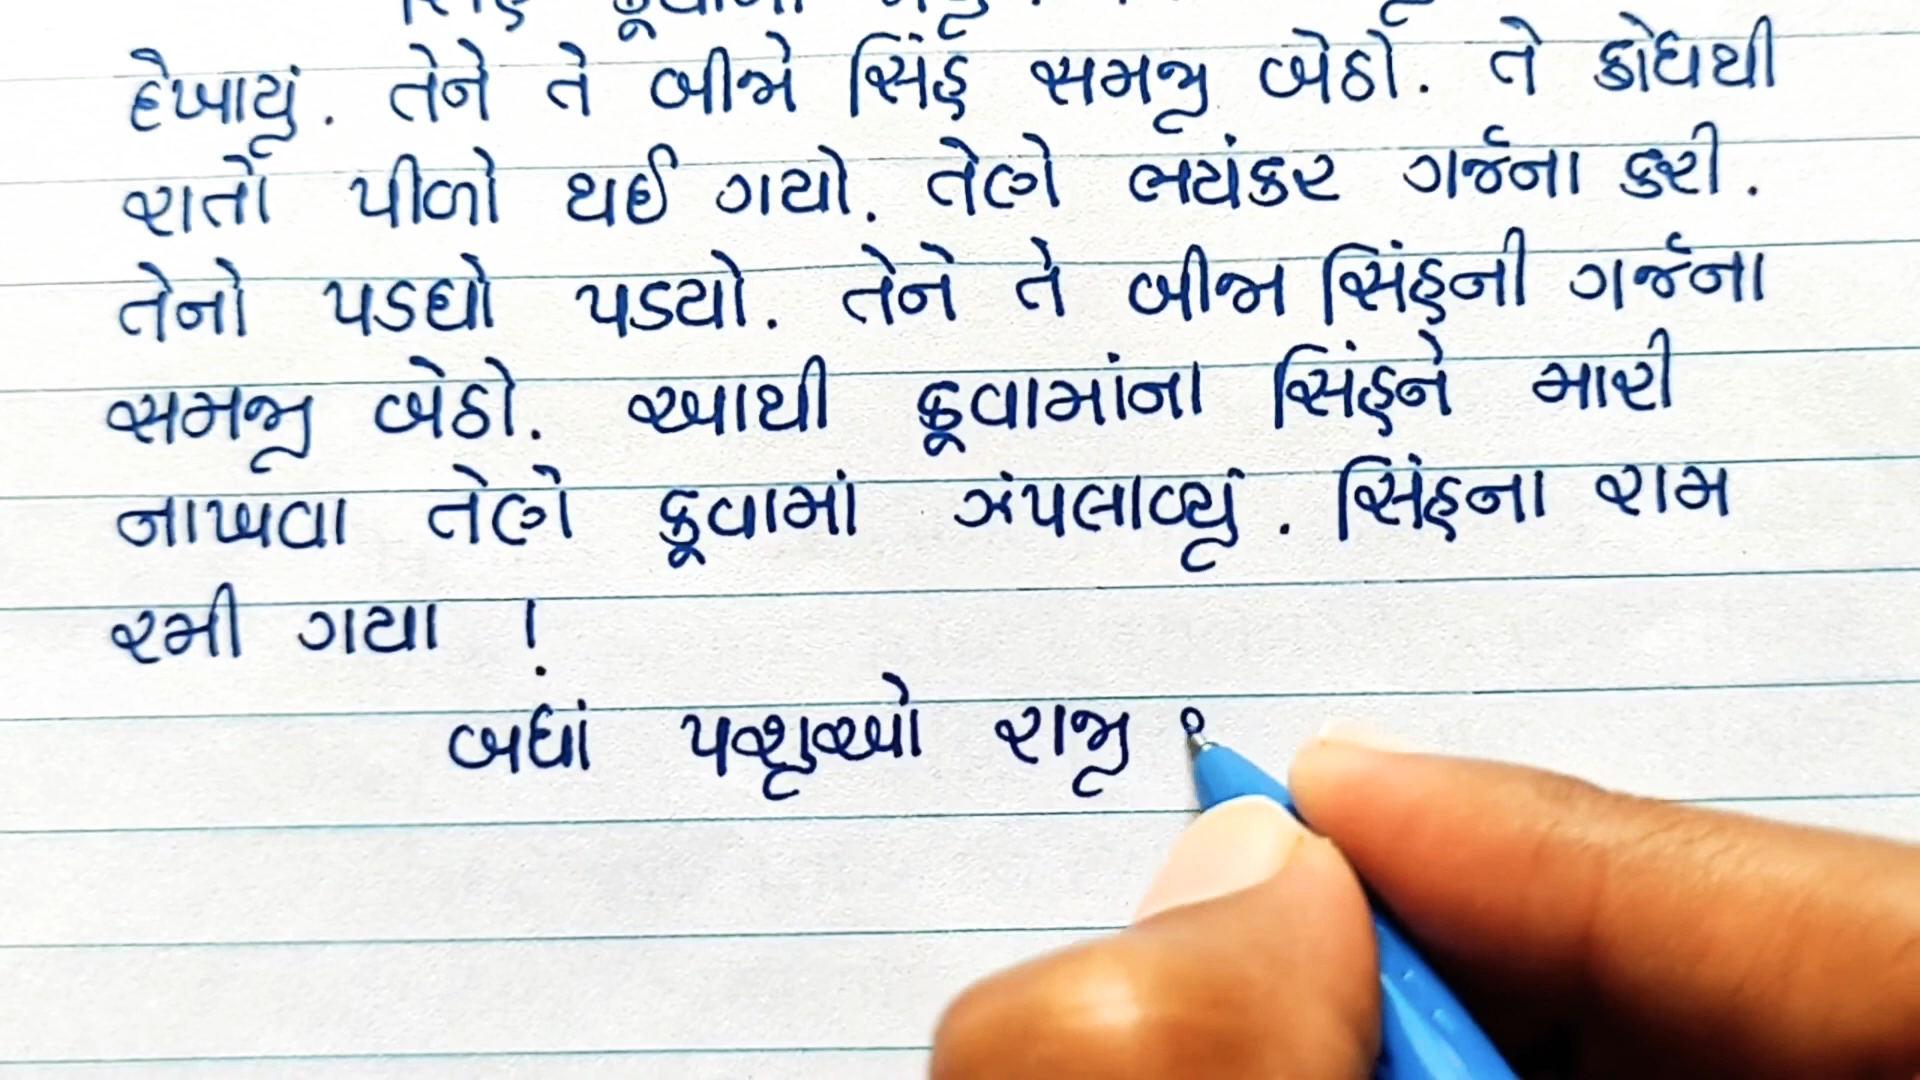 દેખાયું. તેને તે બીજો સિંહ સમજી બેઠો. તે ક્રોધથી
રાતો પીળો થઈ ગયો. તેણે ભયંકર ગર્જના કરી.
તેનો પડઘો પડયો. તેને તે બીજા સિંહની ગર્જના
સમજી બેઠો. આથી કૂવામાંના સિંહને મારી
નાખવા તેણે કૂવામાં ઝંપલાવ્યું. સિંહના રામ
રમી ગયા !
બધાં પશુઓ રાજી